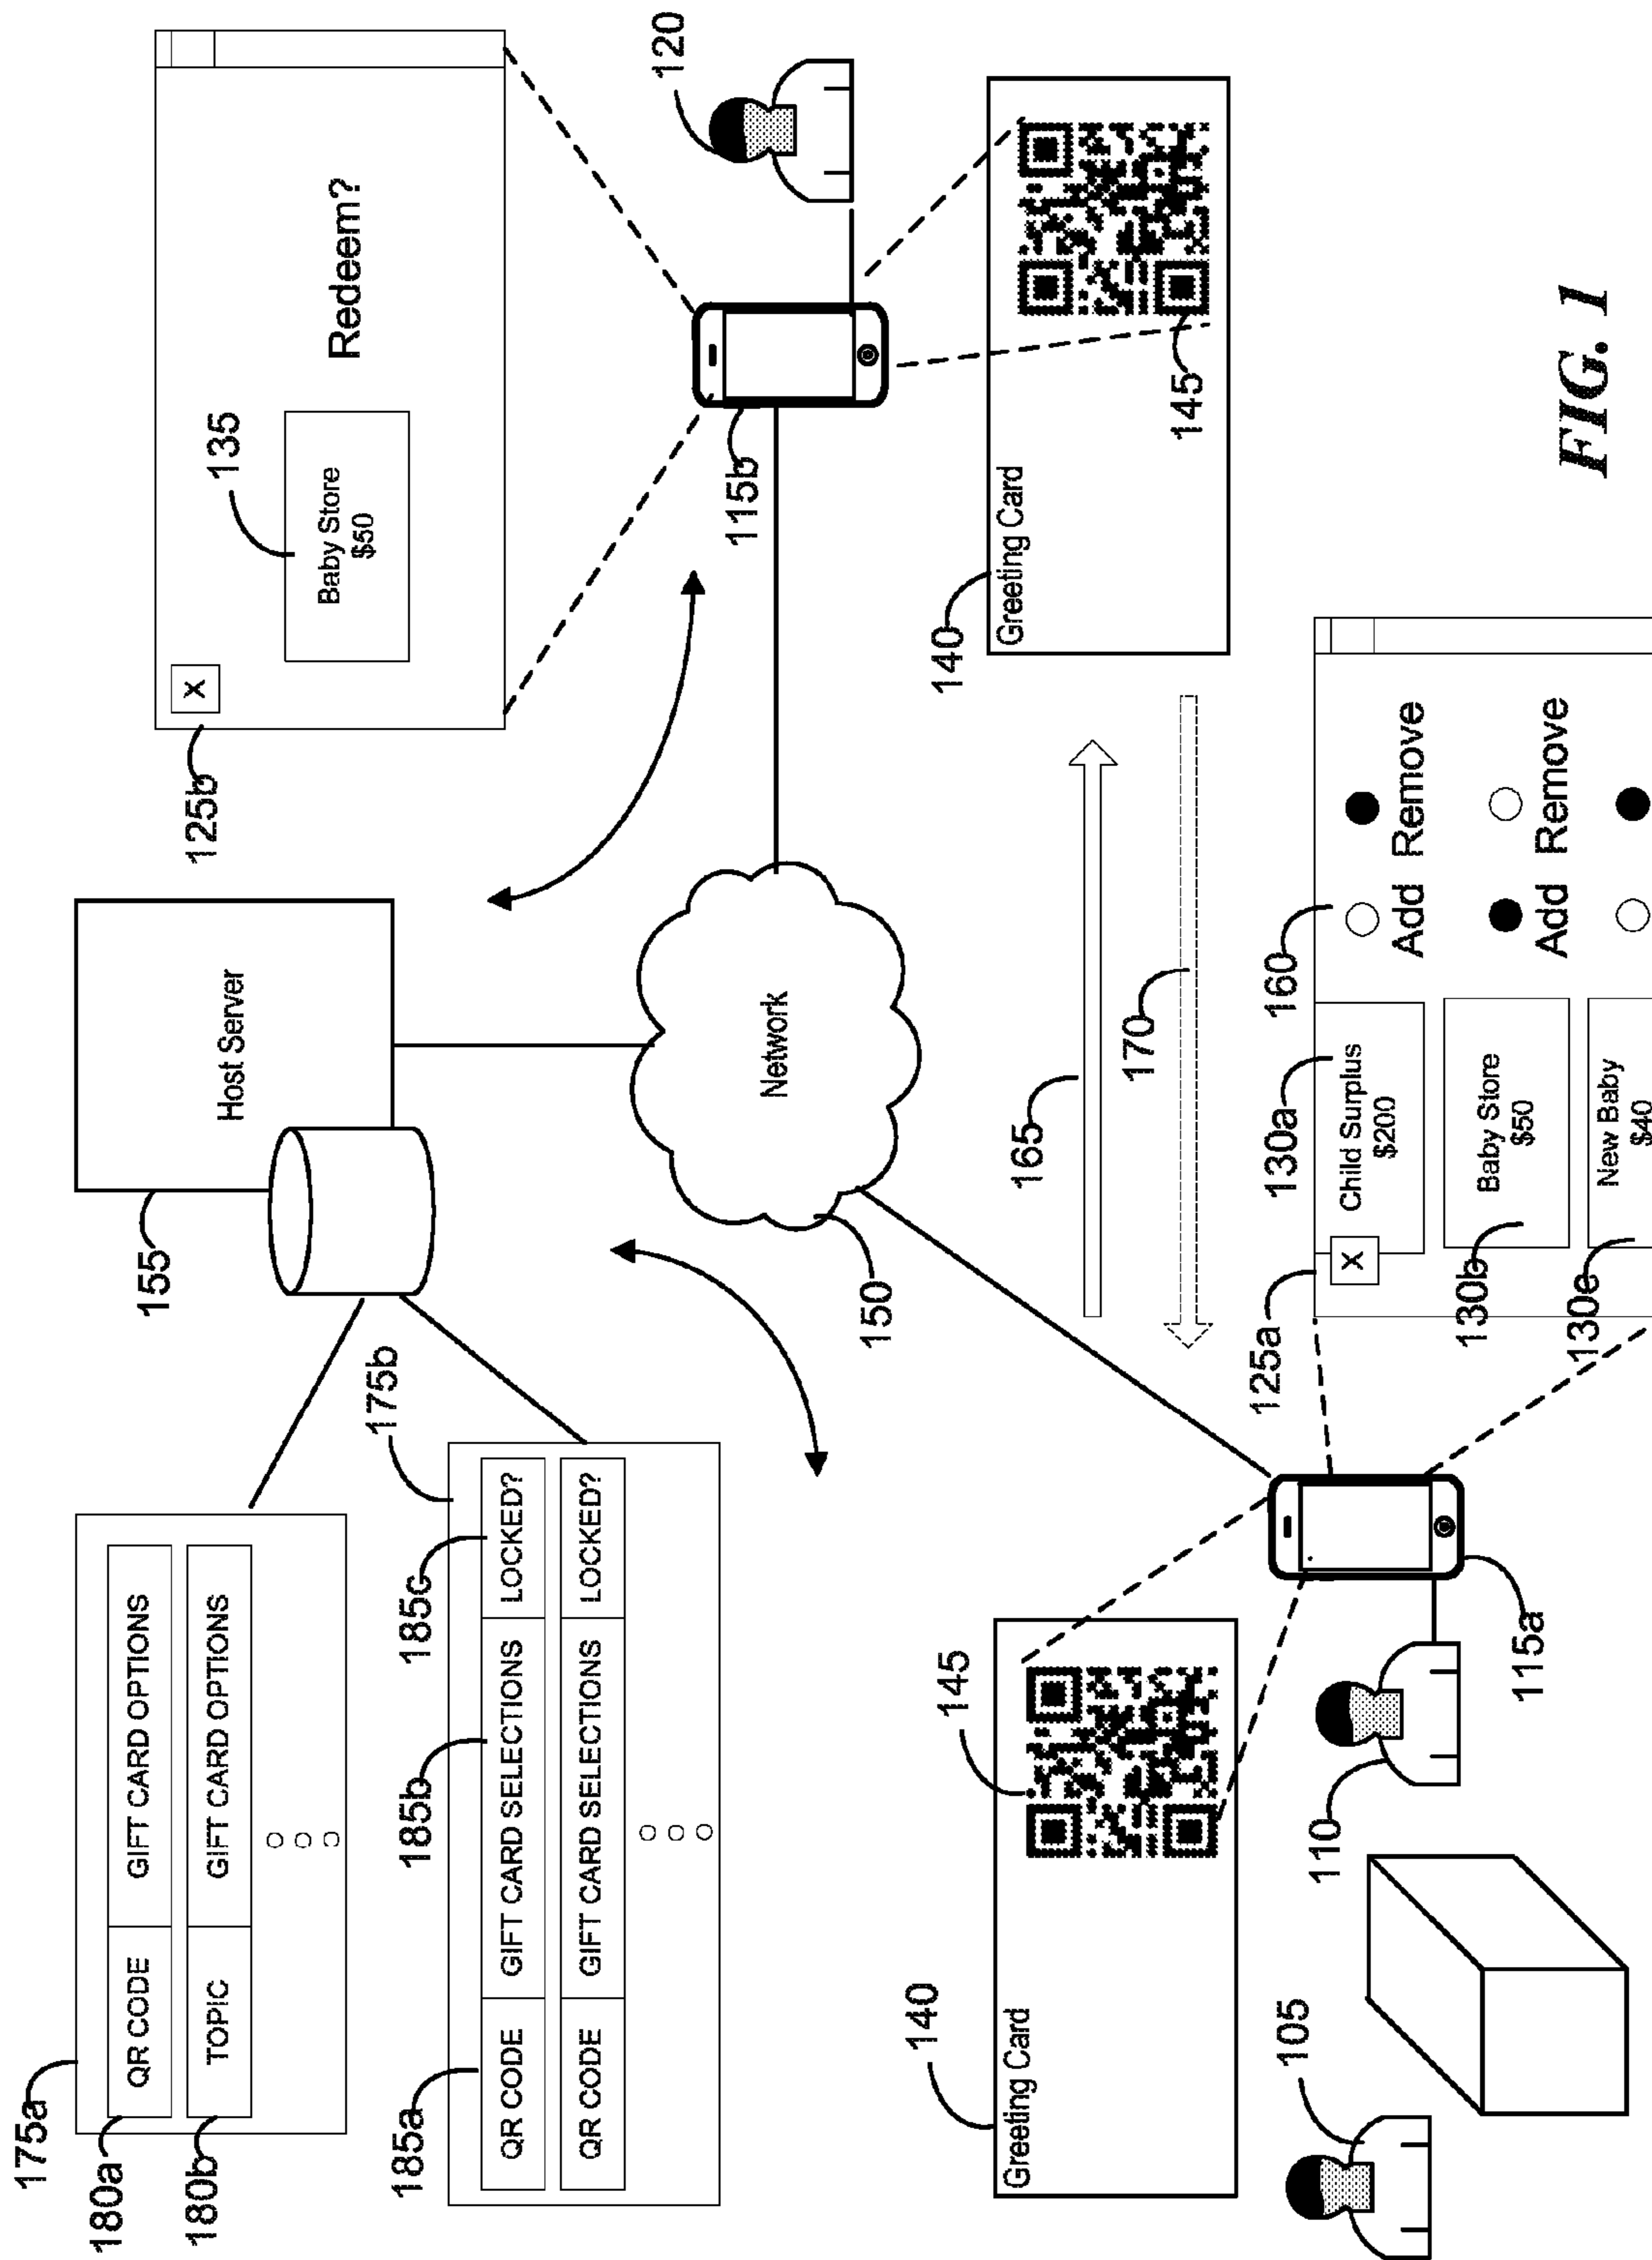 175a
180a
QR CODE
GIFT CARD OPTIONS
180b
TOPIC
GIFT CARD OPTIONS
175b
185a
185b
185c
QR CODE
GIFT CARD SELECTIONS
LOCKED?
QR CODE
GIFT CARD SELECTIONS
LOCKED?
155
Host Server
125b
X
135
Baby Store
$50
Redeem?
120
115b
150
Network
140
Greeting Card
145
165
170
140
Greeting Card
145
105
110
115a
125a
X
130a
Child Surplus
$200
160
Add Remove
130b
Baby Store
$50
Add Remove
130e
New Baby
$40
FIG. 1